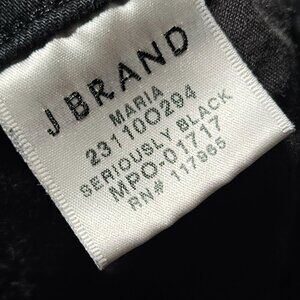 J BRAND
MARIA
23110O294
SERIOUSLY BLACK
MPO-01717
RN# 117965